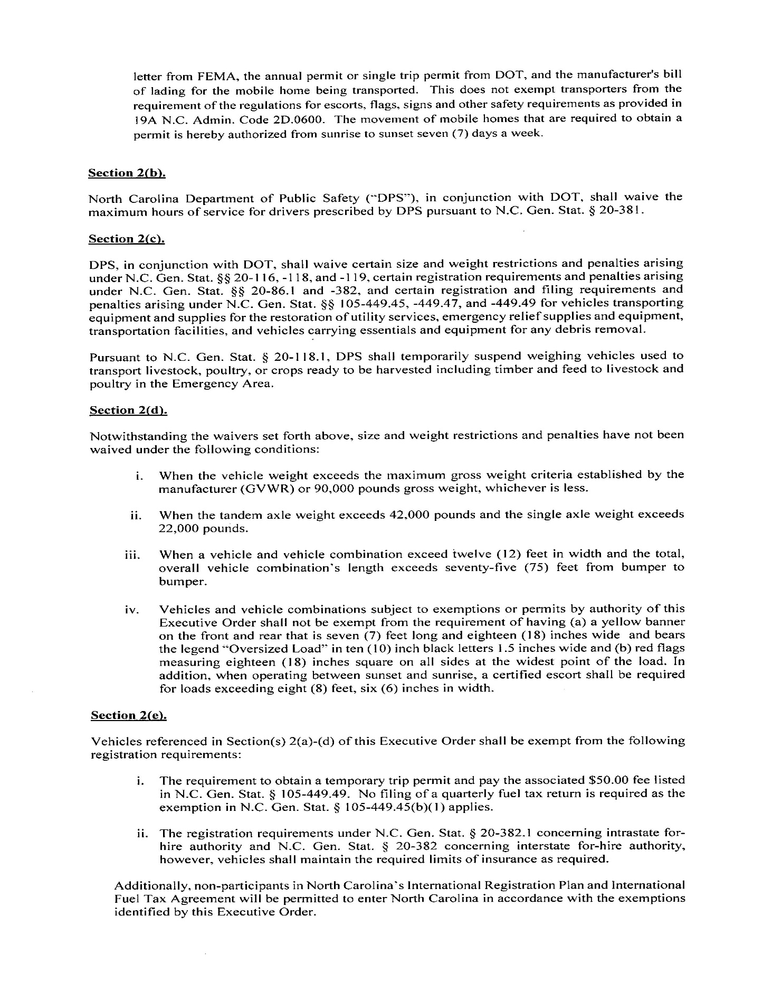 letter from FEMA, the annual permit or single trip permit from DOT, and the manufacturer's bill
of lading for the mobile home being transported. This does not exempt transporters from the
requirement of the regulations for escorts, flags, signs and other safety requirements as provided in
19A N.C. Admin. Code 2D.0600. The movement of mobile homes that are required to obtain a
permit is hereby authorized from sunrise to sunset seven (7) days a week.
Section 2(b).
North Carolina Department of Public Safety (“DPS”), in conjunction with DOT, shall waive the
maximum hours of service for drivers prescribed by DPS pursuant to N.C. Gen. Stat. § 20-381.
Section 2(c).
DPS, in conjunction with DOT, shall waive certain size and weight restrictions and penalties arising
under N.C. Gen. Stat. §§ 20-116, -118, and -119, certain registration requirements and penalties arising
under N.C. Gen. Stat. §§ 20-86.1 and -382, and certain registration and filing requirements and
penalties arising under N.C. Gen. Stat. §§ 105-449.45, -449.47, and -449.49 for vehicles transporting
equipment and supplies for the restoration of utility services, emergency relief supplies and equipment,
transportation facilities, and vehicles carrying essentials and equipment for any debris removal.
Pursuant to N.C. Gen. Stat. § 20-118.1, DPS shall temporarily suspend weighing vehicles used to
transport livestock, poultry, or crops ready to be harvested including timber and feed to livestock and
poultry in the Emergency Area.
Section 2(d).
Notwithstanding the waivers set forth above, size and weight restrictions and penalties have not been
waived under the following conditions:
i. When the vehicle weight exceeds the maximum gross weight criteria established by the
manufacturer (GVWR) or 90,000 pounds gross weight, whichever is less.
ii. When the tandem axle weight exceeds 42,000 pounds and the single axle weight exceeds
22,000 pounds.
iii. When a vehicle and vehicle combination exceed twelve (12) feet in width and the total,
overall vehicle combination's length exceeds seventy-five (75) feet from bumper to
bumper.
iv. Vehicles and vehicle combinations subject to exemptions or permits by authority of this
Executive Order shall not be exempt from the requirement of having (a) a yellow banner
on the front and rear that is seven (7) feet long and eighteen (18) inches wide and bears
the legend “Oversized Load” in ten (10) inch black letters 1.5 inches wide and (b) red flags
measuring eighteen (18) inches square on all sides at the widest point of the load. In
addition, when operating between sunset and sunrise, a certified escort shall be required
for loads exceeding eight (8) feet, six (6) inches in width.
Section 2(e).
Vehicles referenced in Section(s) 2(a)-(d) of this Executive Order shall be exempt from the following
registration requirements:
i. The requirement to obtain a temporary trip permit and pay the associated $50.00 fee listed
in N.C. Gen. Stat. § 105-449.49. No filing of a quarterly fuel tax return is required as the
exemption in N.C. Gen. Stat. § 105-449.45(b)(1) applies.
ii. The registration requirements under N.C. Gen. Stat. § 20-382.1 concerning intrastate for-
hire authority and N.C. Gen. Stat. § 20-382 concerning interstate for-hire authority,
however, vehicles shall maintain the required limits of insurance as required.
Additionally, non-participants in North Carolina's International Registration Plan and International
Fuel Tax Agreement will be permitted to enter North Carolina in accordance with the exemptions
identified by this Executive Order.